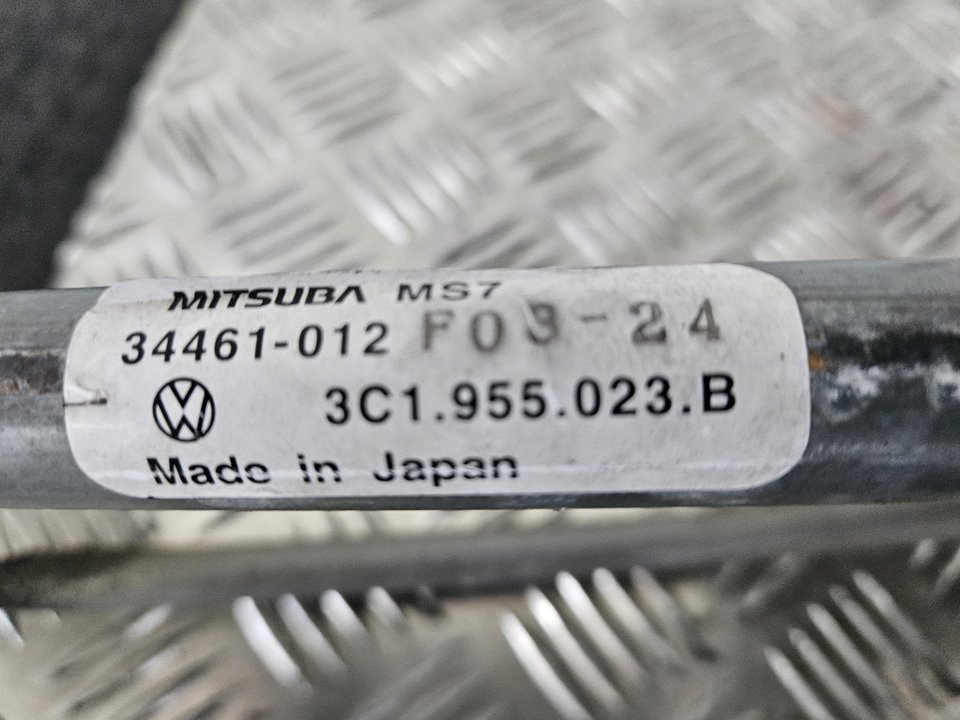 MITSUBA MS7
34461-012 F03-24
3C1.955.023.B
Made in Japan